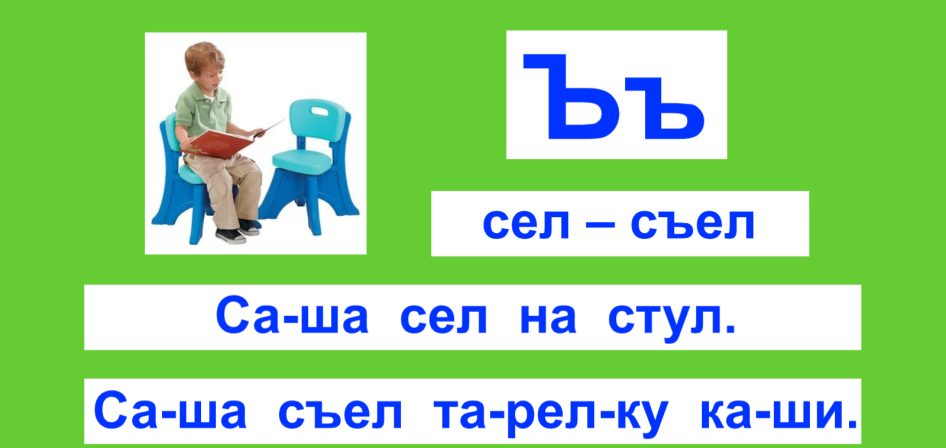 Ъъ
сел – съел
Са-ша сел на стул.
Са-ша съел та-рел-ку ка-ши.